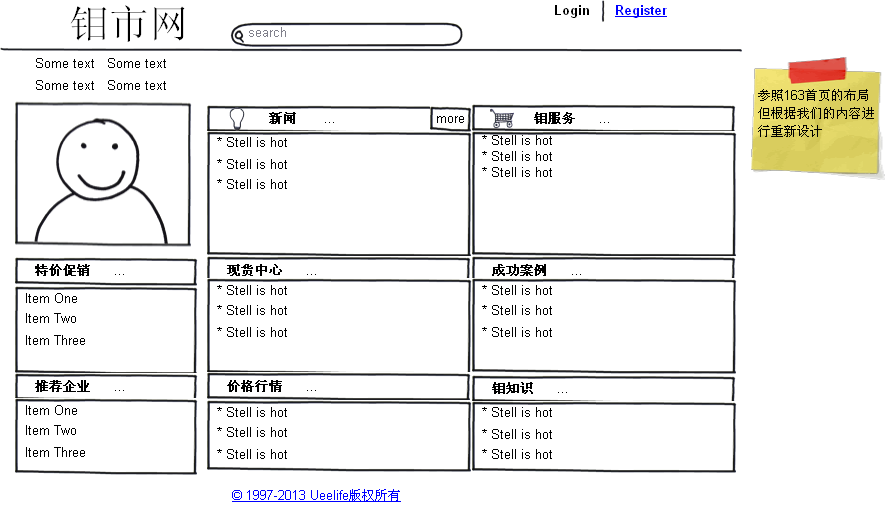 钼市网
Login | Register
search
Some text Some text
Some text Some text
参照163首页的布局
但根据我们的内容进
行重新设计
新闻 ... more
* Stell is hot
* Stell is hot
* Stell is hot
钼服务 ...
* Stell is hot
* Stell is hot
* Stell is hot
特价促销 ...
Item One
Item Two
Item Three
现货中心 ...
* Stell is hot
* Stell is hot
* Stell is hot
成功案例 ...
* Stell is hot
* Stell is hot
* Stell is hot
推荐企业 ...
Item One
Item Two
Item Three
价格行情 ...
* Stell is hot
* Stell is hot
* Stell is hot
钼知识 ...
* Stell is hot
* Stell is hot
* Stell is hot
© 1997-2013 Ueelife版权所有